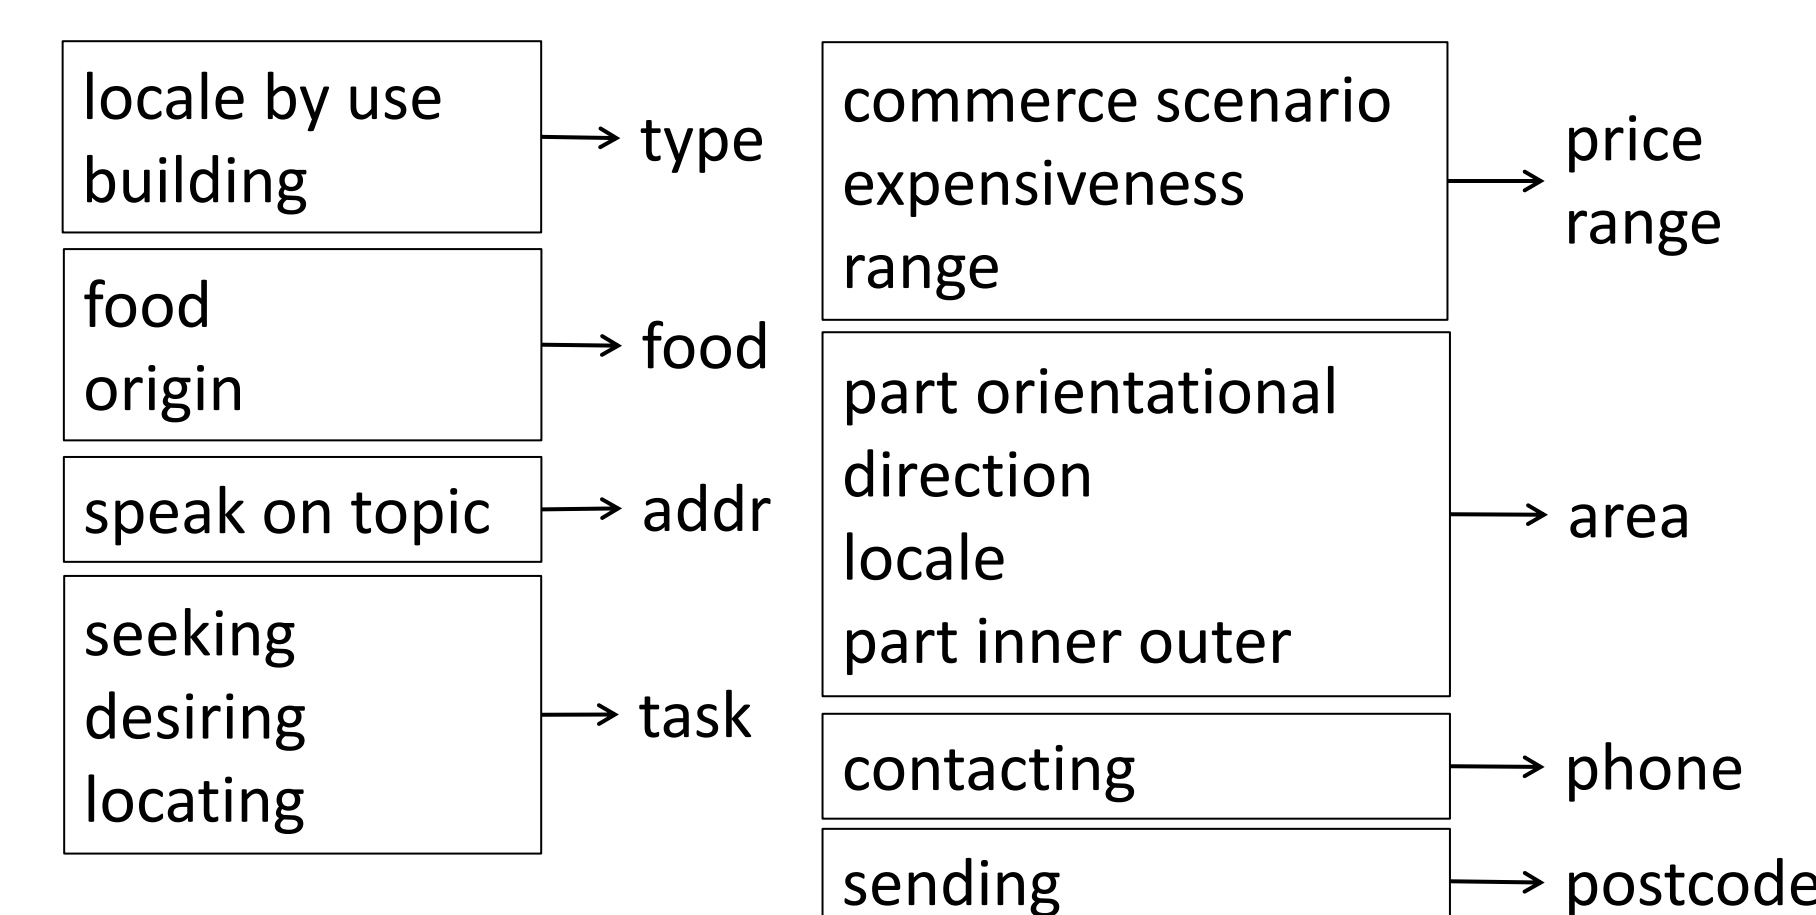 locale by use
building
type
food
origin
food
speak on topic
addr
seeking
desiring
locating
task
commerce scenario
expensiveness
range
price
range
part orientational
direction
locale
part inner outer
area
contacting
phone
sending
postcode